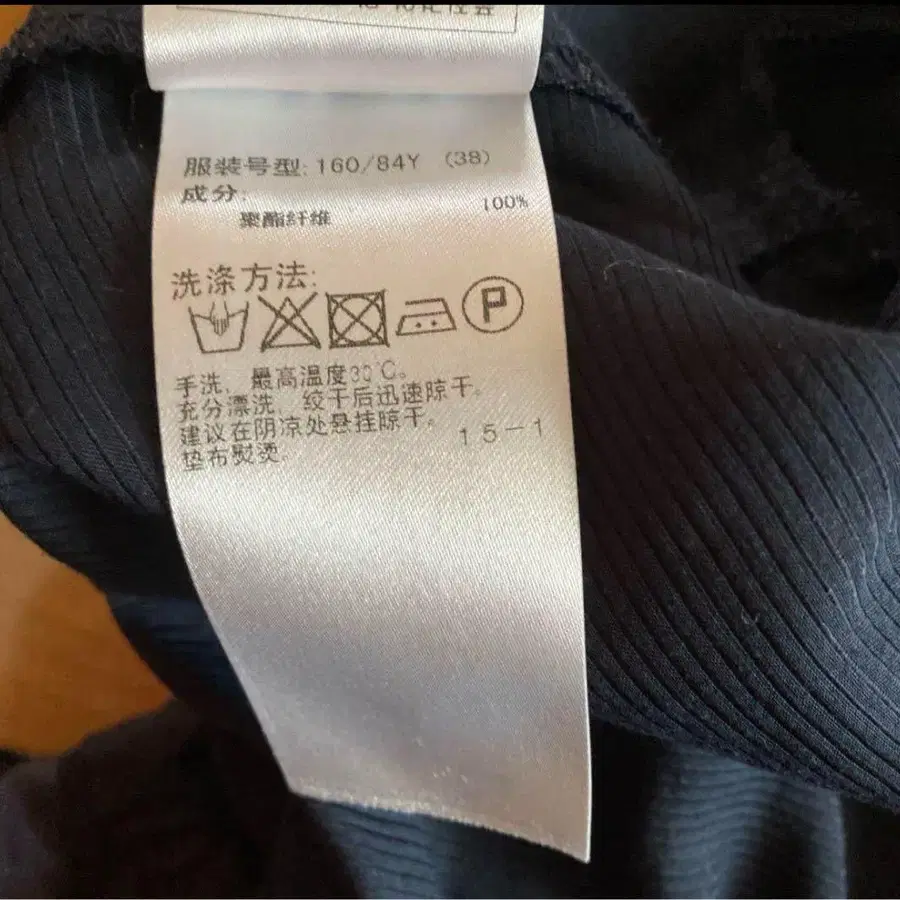 服装号型: 160/84Y (38)
成分:
聚酯纤维 100%
洗涤方法:
P
手洗, 最高温度30℃。
充分漂洗, 绞干后迅速晾干。
建议在阴凉处悬挂晾干。
垫布熨烫。 15-1